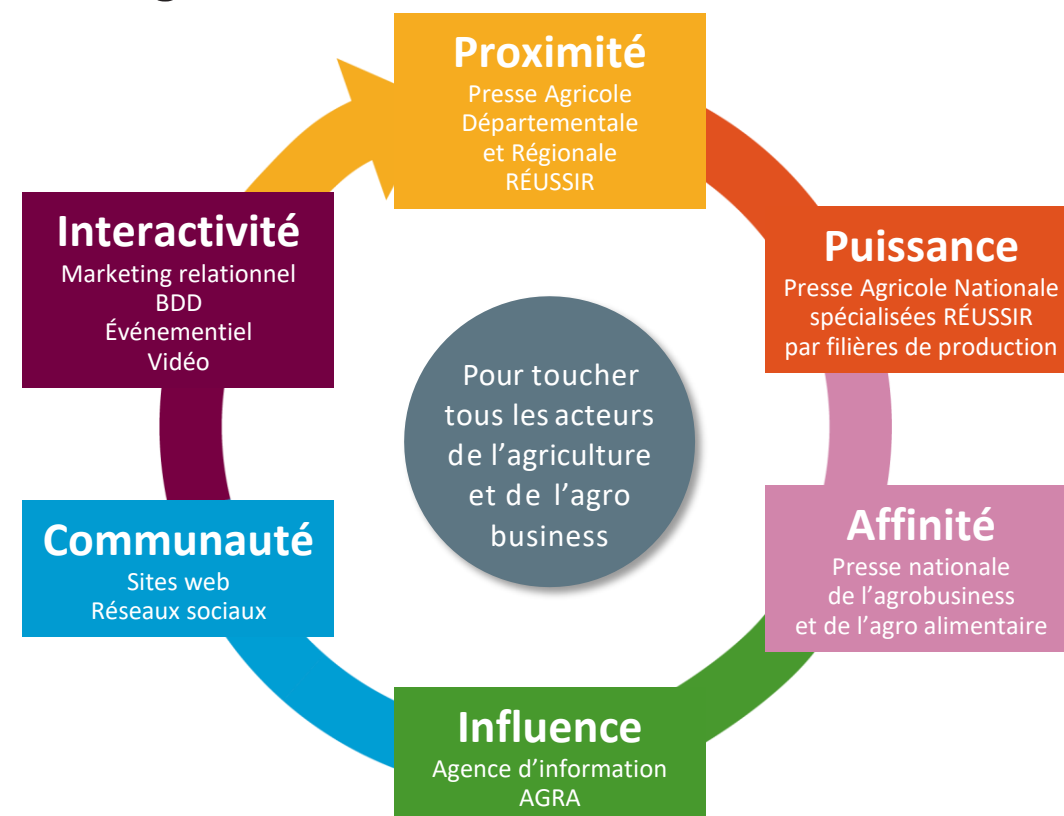 Proximité
Presse Agricole
Départementale
et Régionale
RÉUSSIR
Puissance
Presse Agricole Nationale
spécialisées RÉUSSIR
par filières de production
Affinité
Presse nationale
de l'agrobusiness
et de l'agro alimentaire
Influence
Agence d'information
AGRA
Communauté
Sites web
Réseaux sociaux
Interactivité
Marketing relationnel
BDD
Événementiel
Vidéo
Pour toucher
tous les acteurs
de l'agriculture
et de l'agro
business